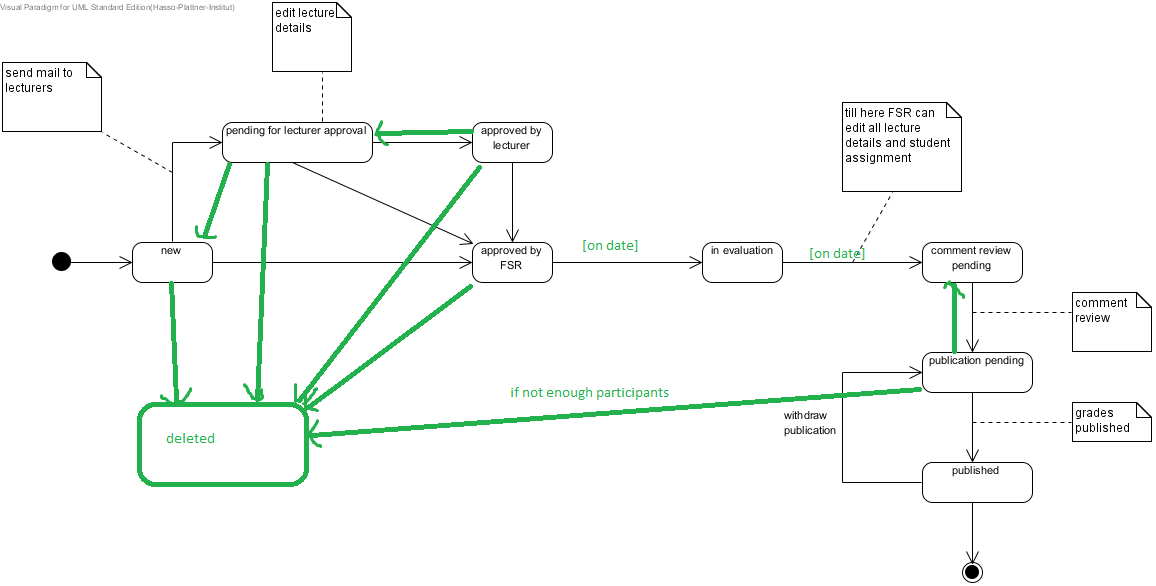 Visual Paradigm for UML Standard Edition(Hasso-Plattner-Institut)
edit lecture
details
send mail to
lecturers
pending for lecturer approval
approved by
lecturer
till here FSR can
edit all lecture
details and student
assignment
new
approved by
FSR
[on date]
in evaluation
[on date]
comment review
pending
comment
review
publication pending
if not enough participants
withdraw
publication
grades
published
deleted
published